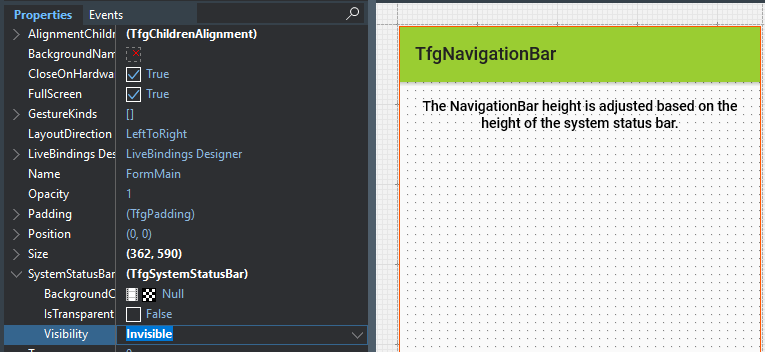 Properties Events
AlignmentChildr (TfgChildrenAlignment)
BackgroundNam
CloseOnHardwa True
FullScreen True
GestureKinds []
LayoutDirection LeftToRight
LiveBindings Des LiveBindings Designer
Name FormMain
Opacity 1
Padding (TfgPadding)
Position (0, 0)
Size (362, 590)
SystemStatusBar (TfgSystemStatusBar)
BackgroundC Null
IsTransparent False
Visibility Invisible
TfgNavigationBar
The NavigationBar height is adjusted based on the
height of the system status bar.